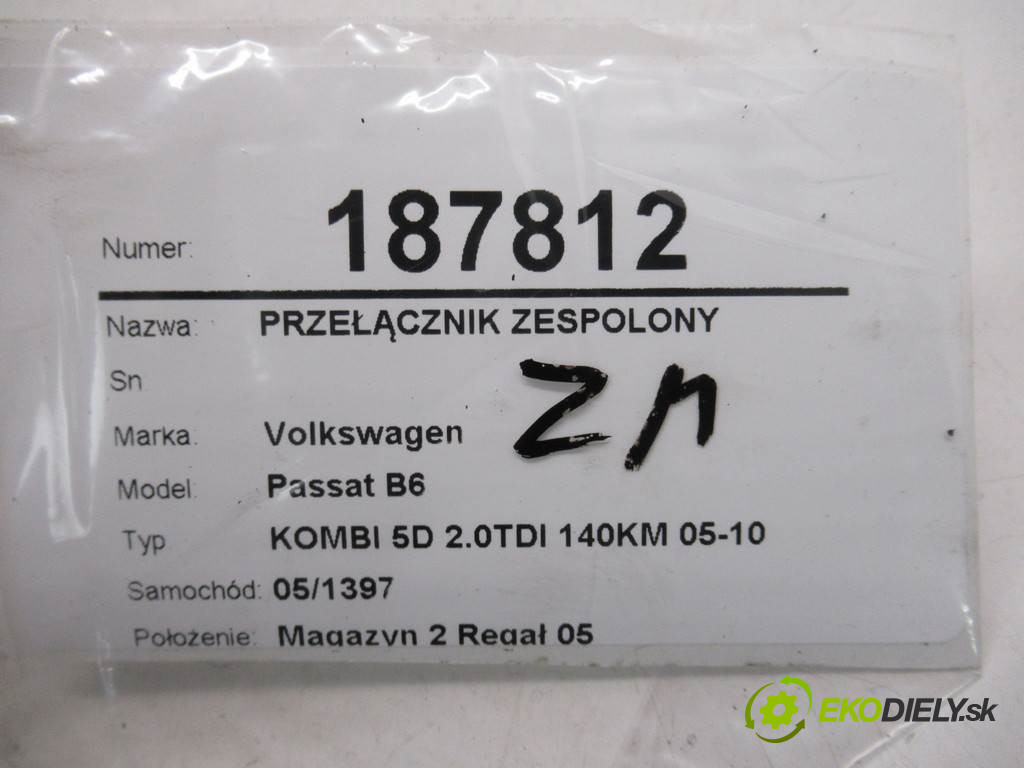 Numer: 187812
Nazwa: PRZEŁĄCZNIK ZESPOLONY
Sn
Marka: Volkswagen
Model: Passat B6
Typ KOMBI 5D 2.0TDI 140KM 05-10
Samochód: 05/1397
Położenie: Magazyn 2 Regał 05
EKODIELY.sk